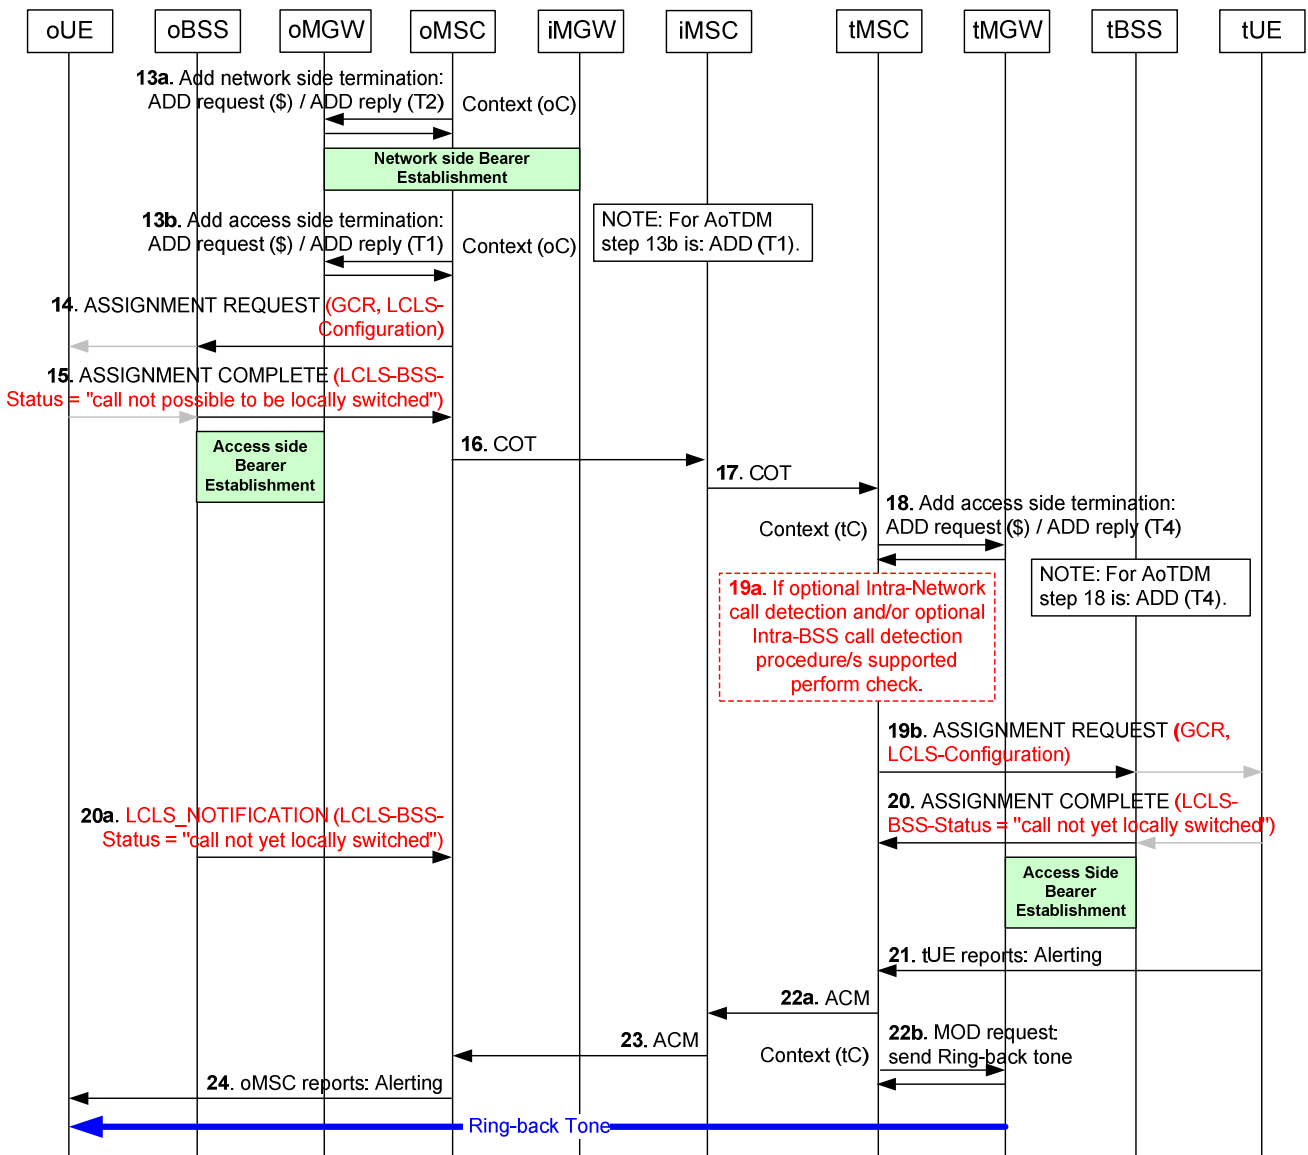 oUE oBSS oMGW oMSC iMGW iMSC tMSC tMGW tBSS tUE
13a. Add network side termination:
ADD request ($) / ADD reply (T2)
Context (oC)
Network side Bearer
Establishment
13b. Add access side termination:
ADD request ($) / ADD reply (T1)
Context (oC)
NOTE: For AoTDM
step 13b is: ADD (T1).
14. ASSIGNMENT REQUEST (GCR, LCLS-
Configuration)
15. ASSIGNMENT COMPLETE (LCLS-BSS-
Status = "call not possible to be locally switched")
Access side
Bearer
Establishment
16. COT
17. COT
18. Add access side termination:
ADD request ($) / ADD reply (T4)
Context (tC)
NOTE: For AoTDM
step 18 is: ADD (T4).
19a. If optional Intra-Network
call detection and/or optional
Intra-BSS call detection
procedure/s supported
perform check.
19b. ASSIGNMENT REQUEST (GCR,
LCLS-Configuration)
20. ASSIGNMENT COMPLETE (LCLS-
BSS-Status = "call not yet locally switched")
20a. LCLS_NOTIFICATION (LCLS-BSS-
Status = "call not yet locally switched")
Access Side
Bearer
Establishment
21. tUE reports: Alerting
22a. ACM
22b. MOD request:
send Ring-back tone
Context (tC)
23. ACM
24. oMSC reports: Alerting
Ring-back Tone